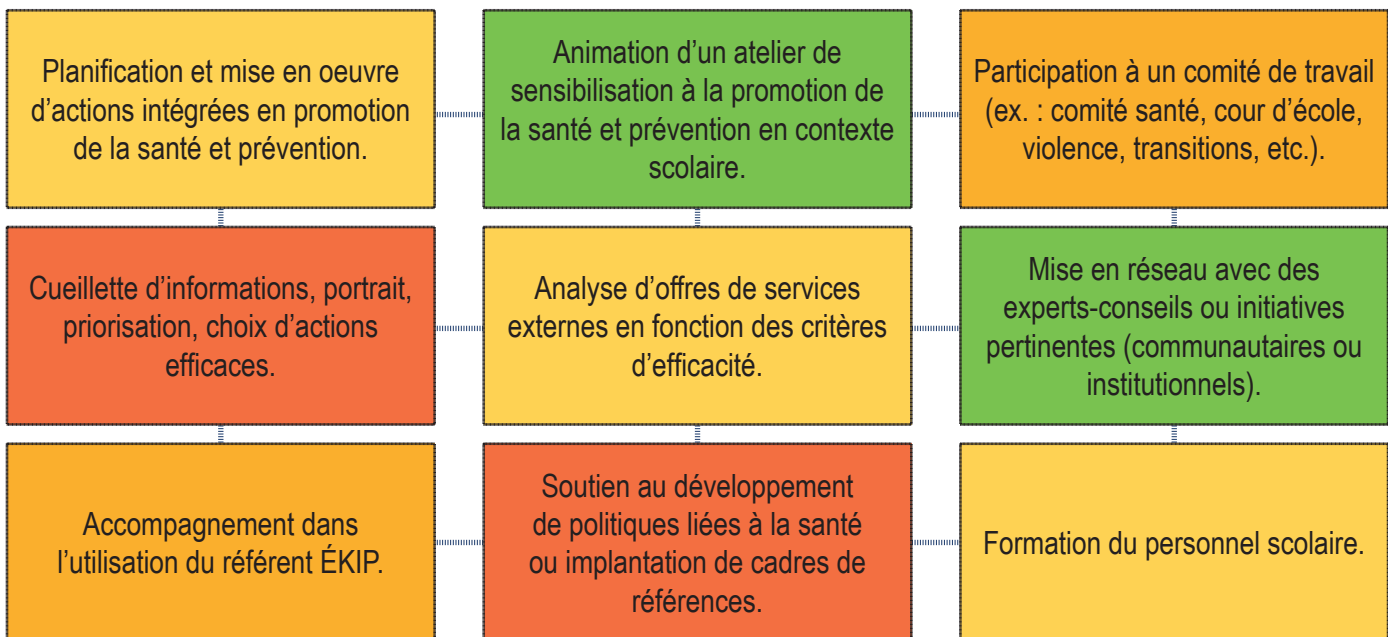 Planification et mise en oeuvre
d’actions intégrées en promotion
de la santé et prévention.
Animation d’un atelier de
sensibilisation à la promotion de
la santé et prévention en contexte
scolaire.
Participation à un comité de travail
(ex. : comité santé, cour d’école,
violence, transitions, etc.).
Cueillette d’informations, portrait,
priorisation, choix d’actions
efficaces.
Analyse d’offres de services
externes en fonction des critères
d’efficacité.
Mise en réseau avec des
experts-conseils ou initiatives
pertinentes (communautaires ou
institutionnels).
Accompagnement dans
l’utilisation du référent ÉKIP.
Soutien au développement
de politiques liées à la santé
ou implantation de cadres de
références.
Formation du personnel scolaire.